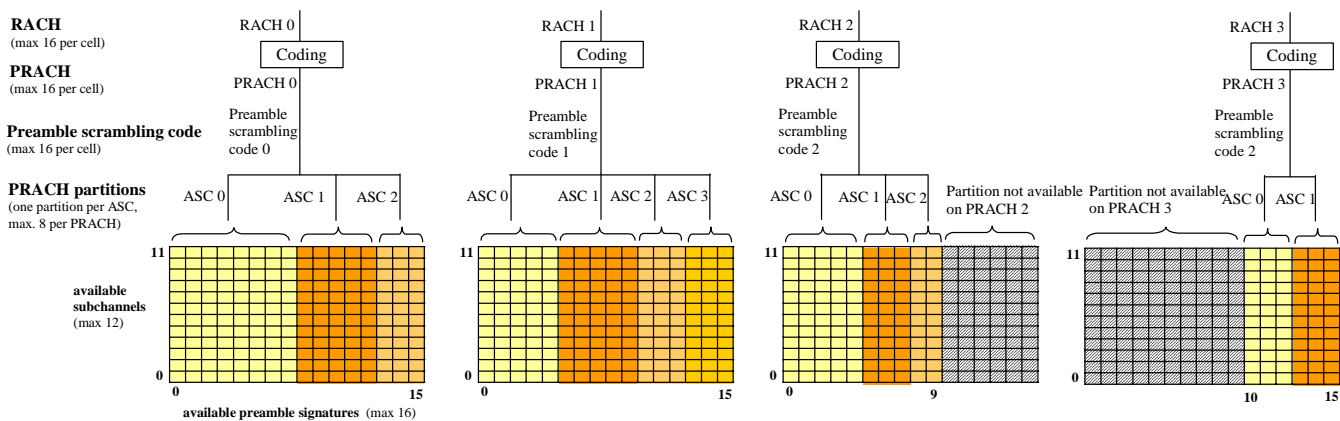 RACH
(max 16 per cell)
PRACH
(max 16 per cell)
Preamble scrambling code
(max 16 per cell)
PRACH partitions
(one partition per ASC,
max. 8 per PRACH)
available
subchannels
(max 12)
RACH 0
Coding
PRACH 0
Preamble
scrambling
code 0
ASC 0
ASC 1
ASC 2
11
0
0
15
available preamble signatures (max 16)
RACH 1
Coding
PRACH 1
Preamble
scrambling
code 1
ASC 0
ASC 1
ASC 2
ASC 3
11
0
0
15
RACH 2
Coding
PRACH 2
Preamble
scrambling
code 2
ASC 0
ASC 1
ASC 2
Partition not available
on PRACH 2
11
0
0
9
RACH 3
Coding
PRACH 3
Preamble
scrambling
code 2
Partition not available
on PRACH 3
ASC 0
ASC 1
11
0
10
15